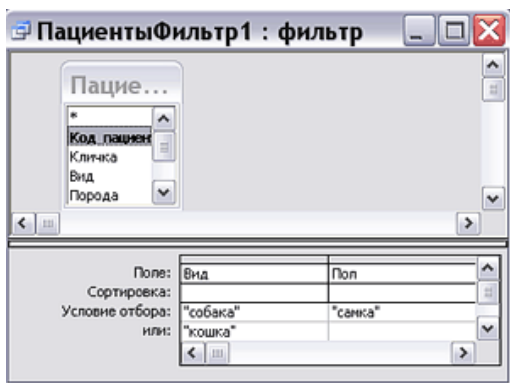 ПациентыФильтр1 : фильтр
Пацие...
*
Код_пациен
Кличка
Вид
Порода
Поле: Вид Пол
Сортировка:
Условие отбора: "собака" "самка"
или: "кошка"